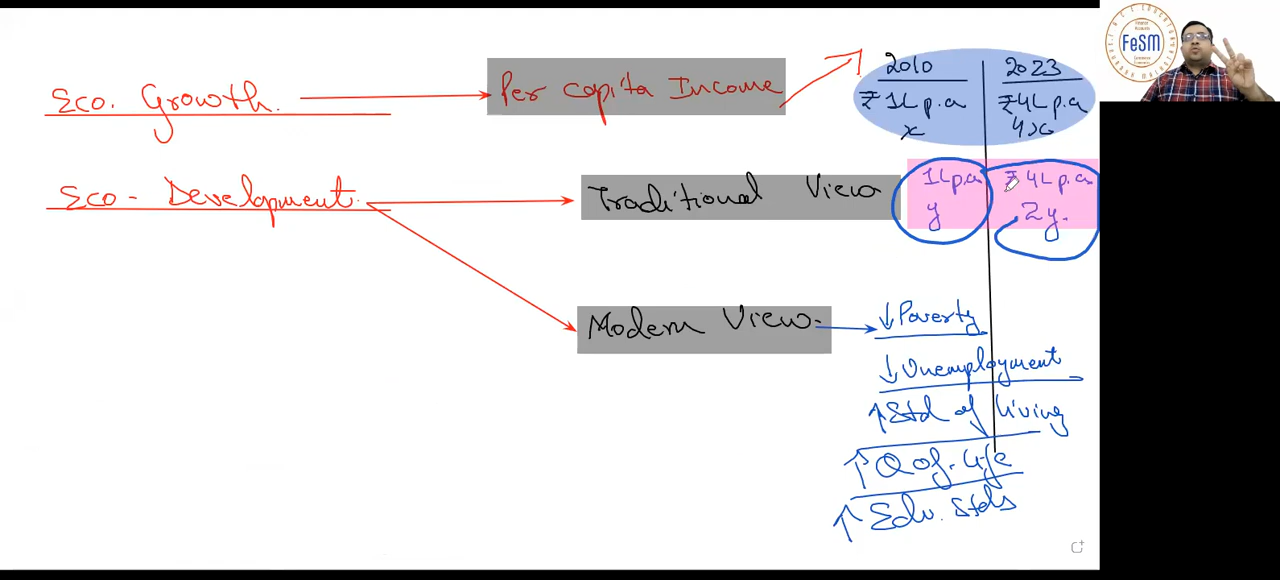 Eco. Growth.
Per capita Income
2010
₹ 1L p.a
x
2023
₹ 4L p.a
4x
Eco - Development.
Traditional View
1L p.a
y
₹ 4L p.a
2y.
Modern View.
↓ Poverty
↓ Unemployment
↑ Std of living
↑ Q of. Life
↑ Edu. Stds
FeSM